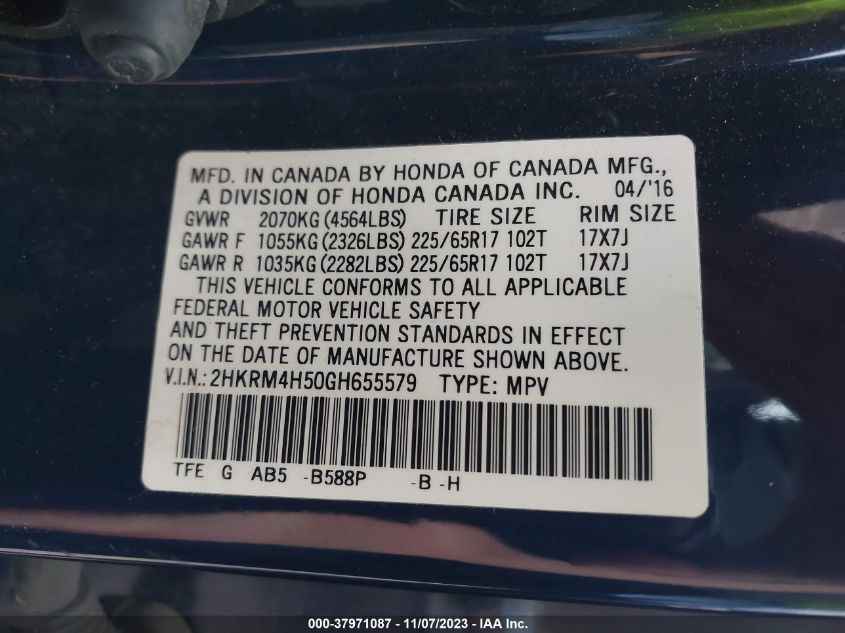 MFD. IN CANADA BY HONDA OF CANADA MFG.,
A DIVISION OF HONDA CANADA INC. 04/'16
GVWR 2070KG (4564LBS) TIRE SIZE RIM SIZE
GAWR F 1055KG (2326LBS) 225/65R17 102T 17X7J
GAWR R 1035KG (2282LBS) 225/65R17 102T 17X7J
THIS VEHICLE CONFORMS TO ALL APPLICABLE
FEDERAL MOTOR VEHICLE SAFETY
AND THEFT PREVENTION STANDARDS IN EFFECT
ON THE DATE OF MANUFACTURE SHOWN ABOVE.
V.I.N.: 2HKRM4H50GH655579 TYPE: MPV
TFE G AB5 -B588P -B -H
000-37971087 - 11/07/2023 - Copyright IAA Inc.